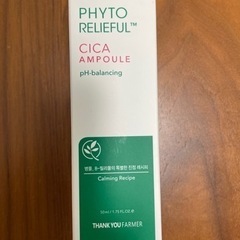 PHYTO
RELIEFUL™
CICA
AMPOULE
pH-balancing
Calming Recipe
THANK YOU FARMER